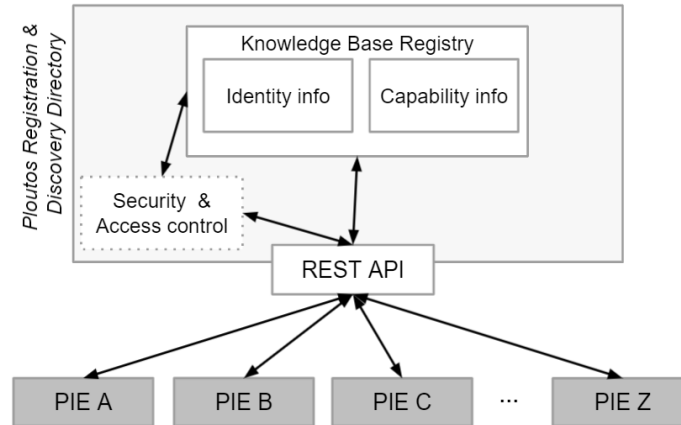 Ploutos Registration &
Discovery Directory
Knowledge Base Registry
Identity info
Capability info
Security & 
Access control
REST API
PIE A
PIE B
PIE C
...
PIE Z